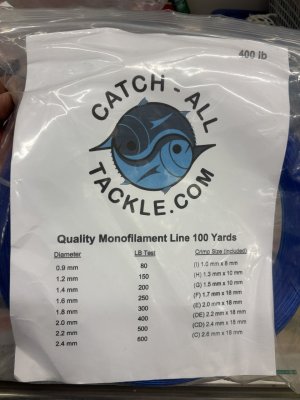 400 lb
CATCH - ALL
TACKLE.COM
Quality Monofilament Line 100 Yards
Diameter LB Test Crimp Size (included)
0.9 mm 80 (I) 1.0 mm x 8 mm
1.2 mm 150 (H) 1.3 mm x 10 mm
1.4 mm 200 (G) 1.5 mm x 10 mm
1.6 mm 250 (F) 1.7 mm x 18 mm
1.8 mm 300 (E) 2.0 mm x 18 mm
2.0 mm 400 (DE) 2.2 mm x 18 mm
2.2 mm 500 (CD) 2.4 mm x 18 mm
2.4 mm 600 (C) 2.6 mm x 18 mm